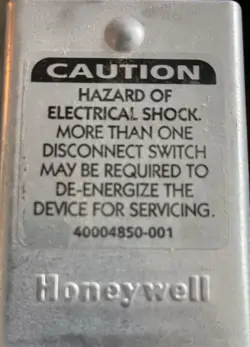 CAUTION
HAZARD OF
ELECTRICAL SHOCK.
MORE THAN ONE
DISCONNECT SWITCH
MAY BE REQUIRED TO
DE-ENERGIZE THE
DEVICE FOR SERVICING.
40004850-001
Honeywell